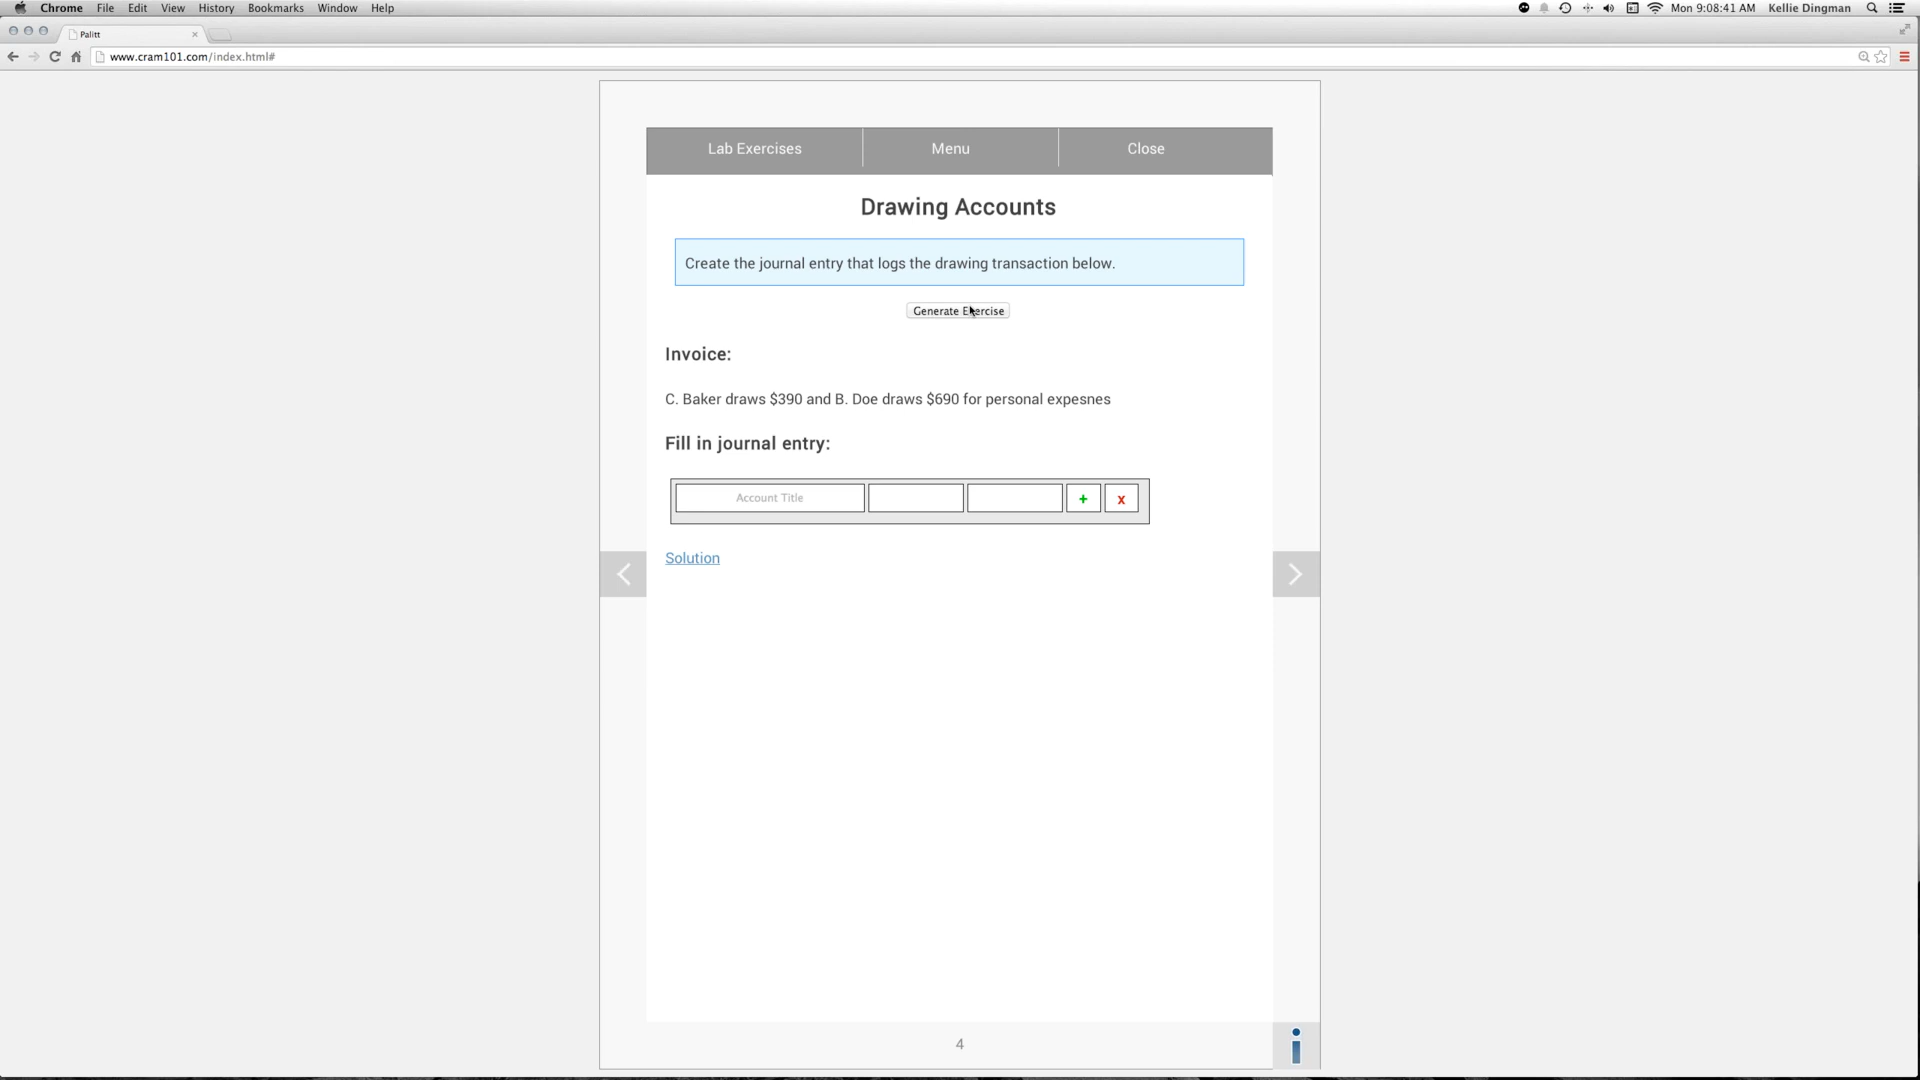 Chrome File Edit View History Bookmarks Window Help Mon 9:08:41 AM Kellie Dingman
Palitt ×
www.cram101.com/index.html#
Lab Exercises Menu Close
Drawing Accounts
Create the journal entry that logs the drawing transaction below.
Generate Exercise
Invoice:
C. Baker draws $390 and B. Doe draws $690 for personal expesnes
Fill in journal entry:
Account Title + x
Solution
4